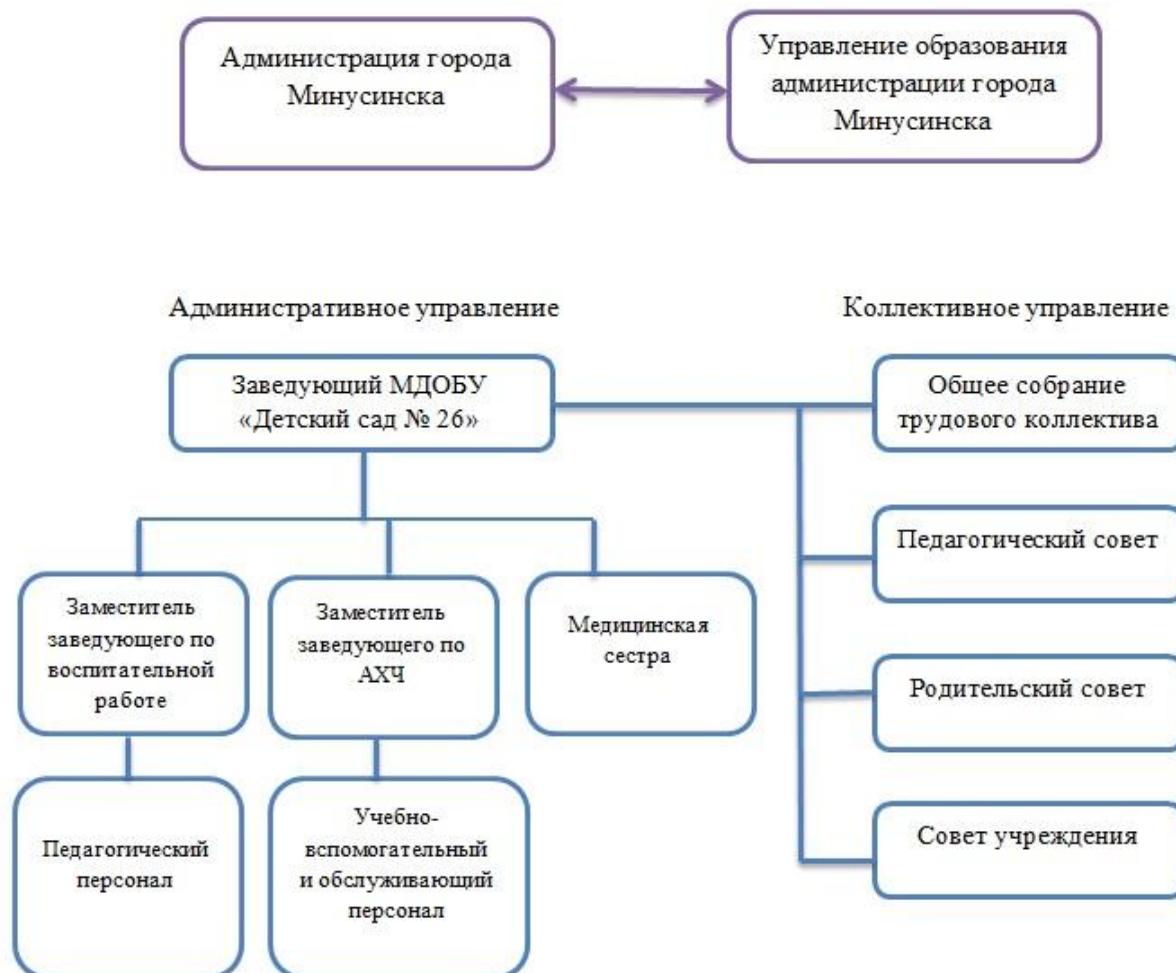 Администрация города
Минусинска
Управление образования
администрации города
Минусинска
Административное управление
Коллективное управление
Заведующий МДОБУ
«Детский сад № 26»
Общее собрание
трудового коллектива
Педагогический совет
Родительский совет
Совет учреждения
Заместитель
заведующего по
воспитательной
работе
Заместитель
заведующего по
АХЧ
Медицинская
сестра
Педагогический
персонал
Учебно-
вспомогательный
и обслуживающий
персонал